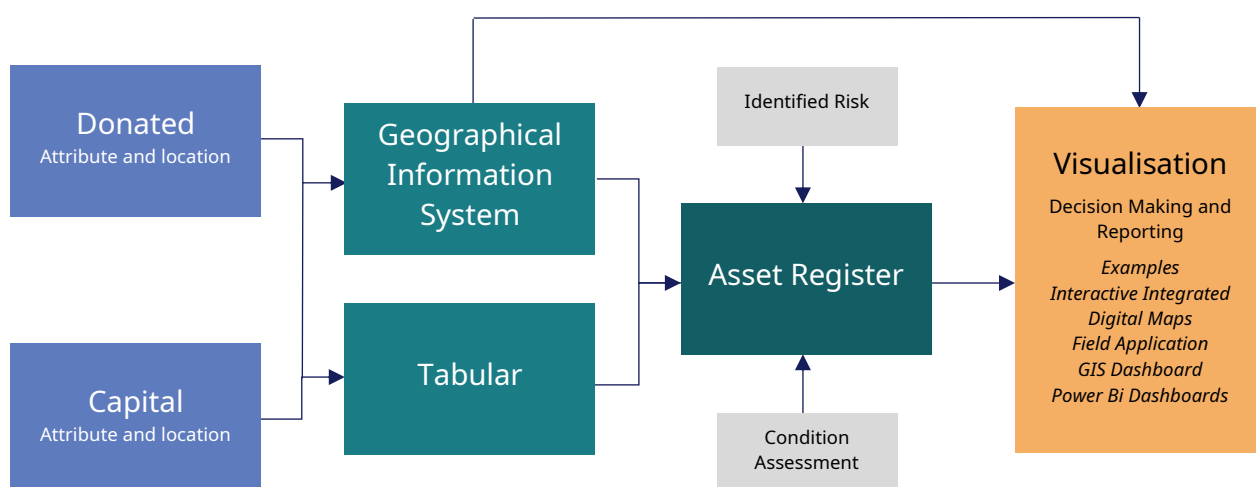 Donated
Attribute and location
Capital
Attribute and location
Geographical
Information
System
Tabular
Identified Risk
Asset Register
Condition
Assessment
Visualisation
Decision Making and
Reporting
Examples
Interactive Integrated
Digital Maps
Field Application
GIS Dashboard
Power Bi Dashboards